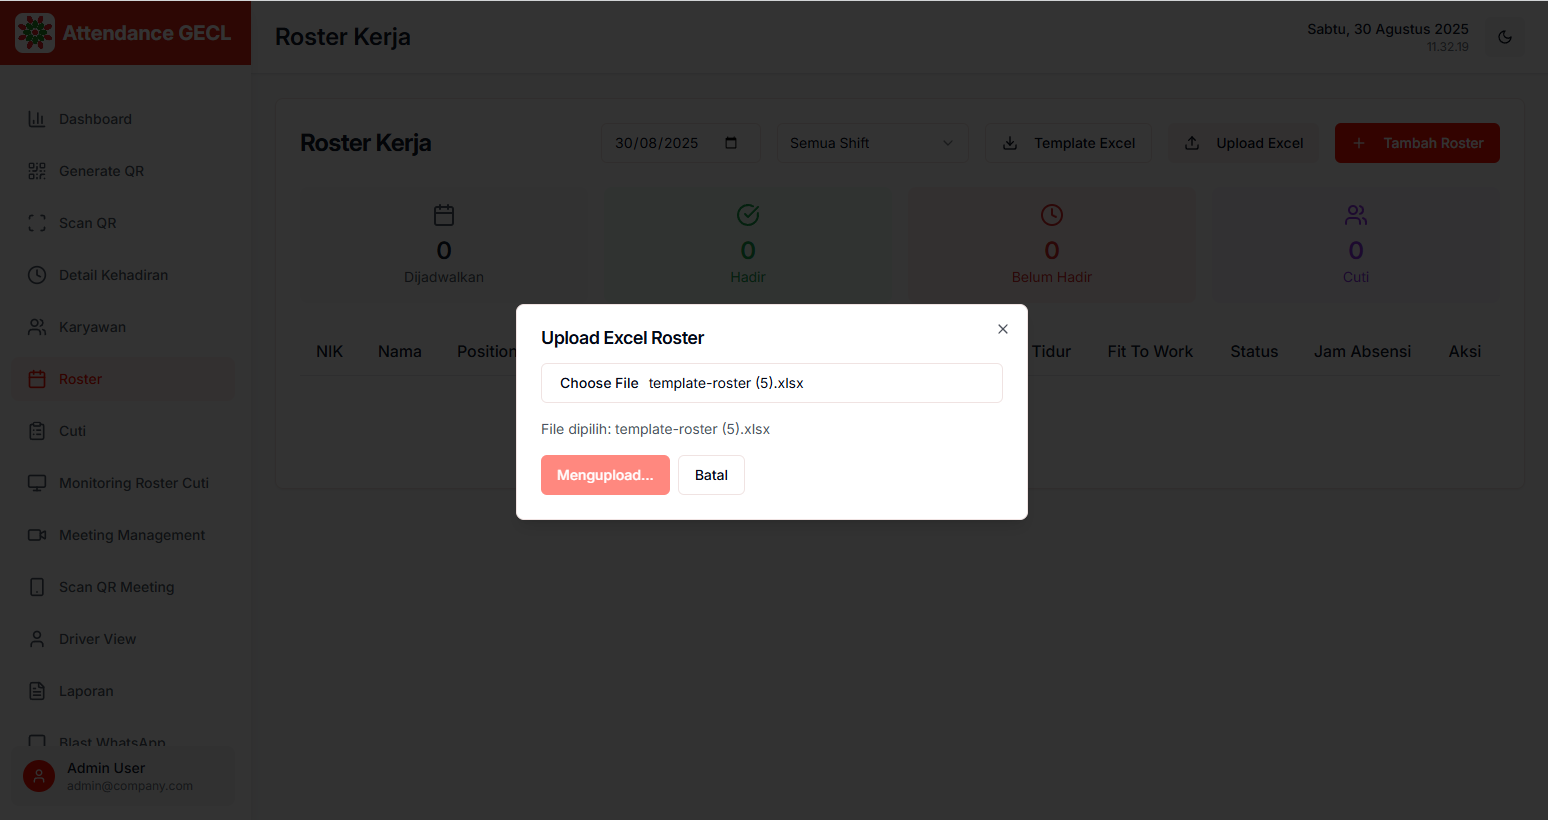 Attendance GECL
Roster Kerja
Sabtu, 30 Agustus 2025
11.32.19
Dashboard
Generate QR
Scan QR
Detail Kehadiran
Karyawan
Roster
Cuti
Monitoring Roster Cuti
Meeting Management
Scan QR Meeting
Driver View
Laporan
Blast WhatsApp
Admin User
admin@company.com
Roster Kerja
30/08/2025
Semua Shift
Template Excel
Upload Excel
Tambah Roster
0
Dijadwalkan
0
Hadir
0
Belum Hadir
0
Cuti
NIK Nama Position Tidur Fit To Work Status Jam Absensi Aksi
Upload Excel Roster
Choose File template-roster (5).xlsx
File dipilih: template-roster (5).xlsx
Mengupload...
Batal